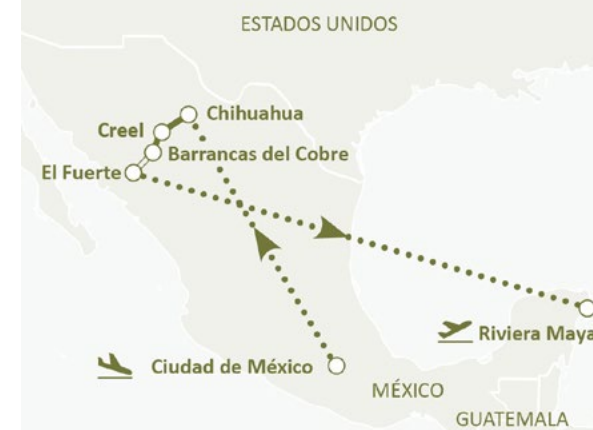 ESTADOS UNIDOS
Chihuahua
Creel
Barrancas del Cobre
El Fuerte
Riviera Maya
Ciudad de México
MÉXICO
GUATEMALA